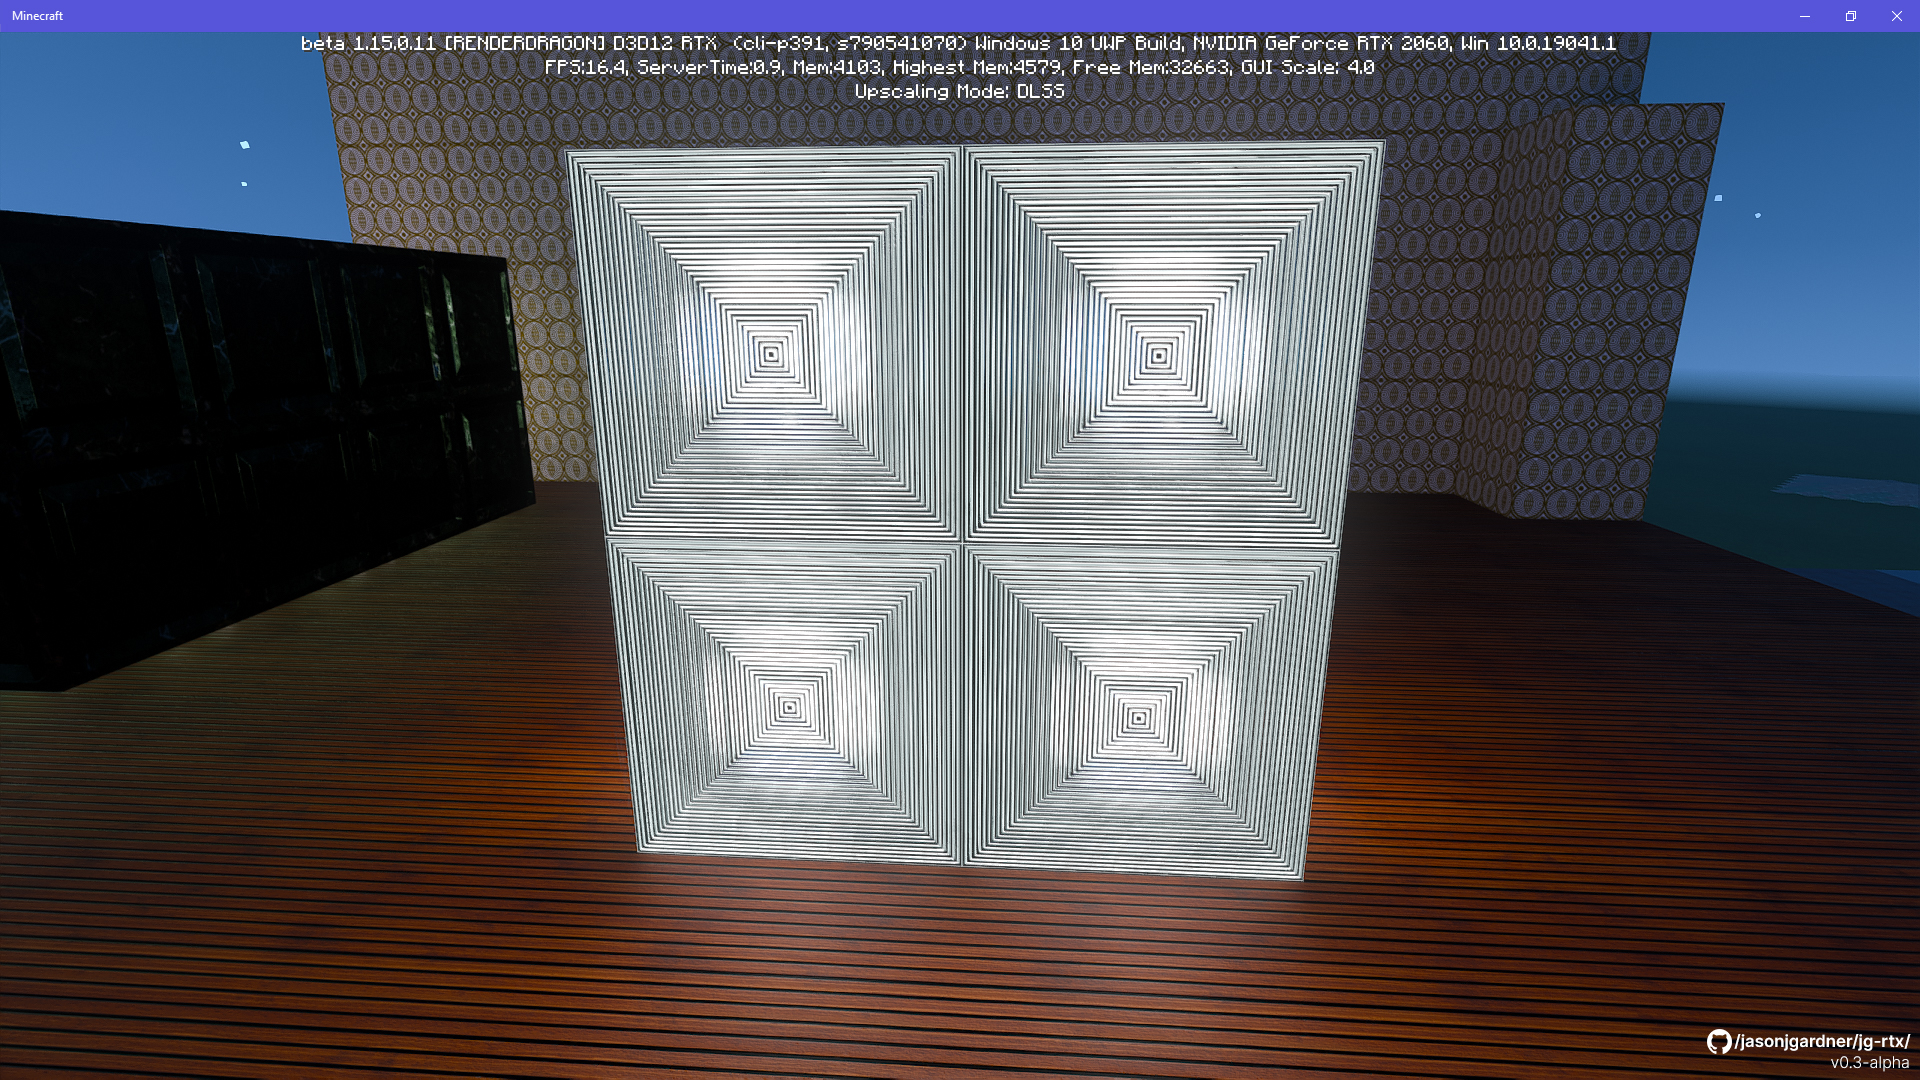 Minecraft
beta 1.15.0.11 [RENDERDRAGON] D3D12 RTX (cli-p391, s790541070) Windows 10 UWP Build, NVIDIA GeForce RTX 2060, Win 10.0.19041.1
FPS:16.4, ServerTime:0.9, Mem:4103, Highest Mem:4579, Free Mem:32663, GUI Scale: 4.0
Upscaling Mode: DLSS
/jasonjgardner/jg-rtx/
v0.3-alpha